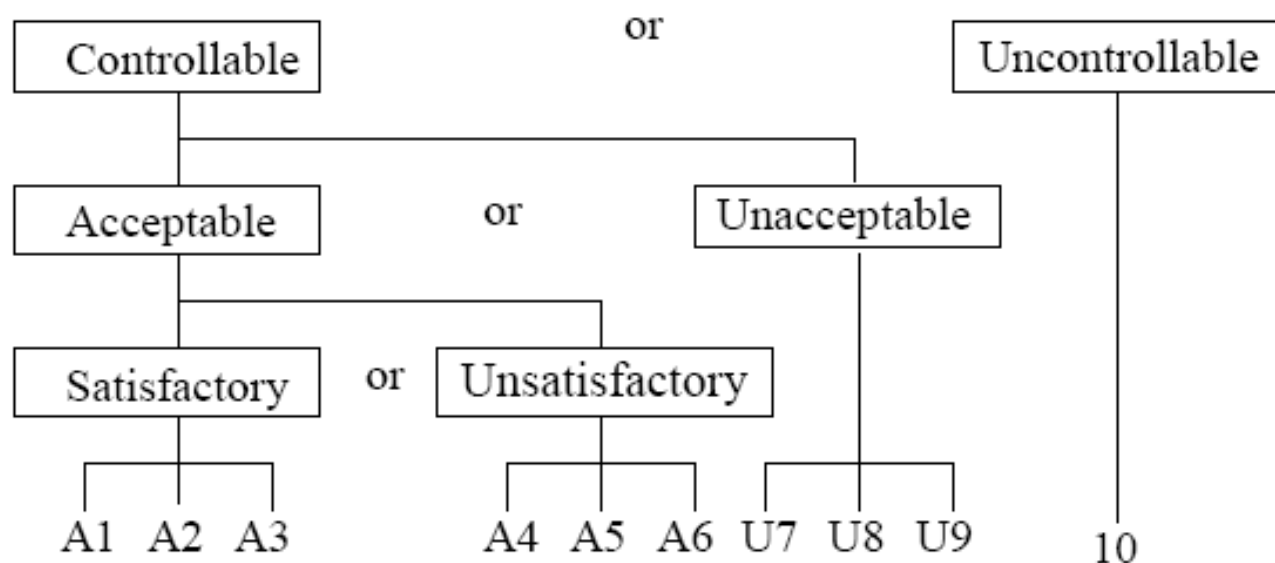 Controllable or Uncontrollable
Acceptable or Unacceptable
Satisfactory or Unsatisfactory
A1 A2 A3 A4 A5 A6 U7 U8 U9 10